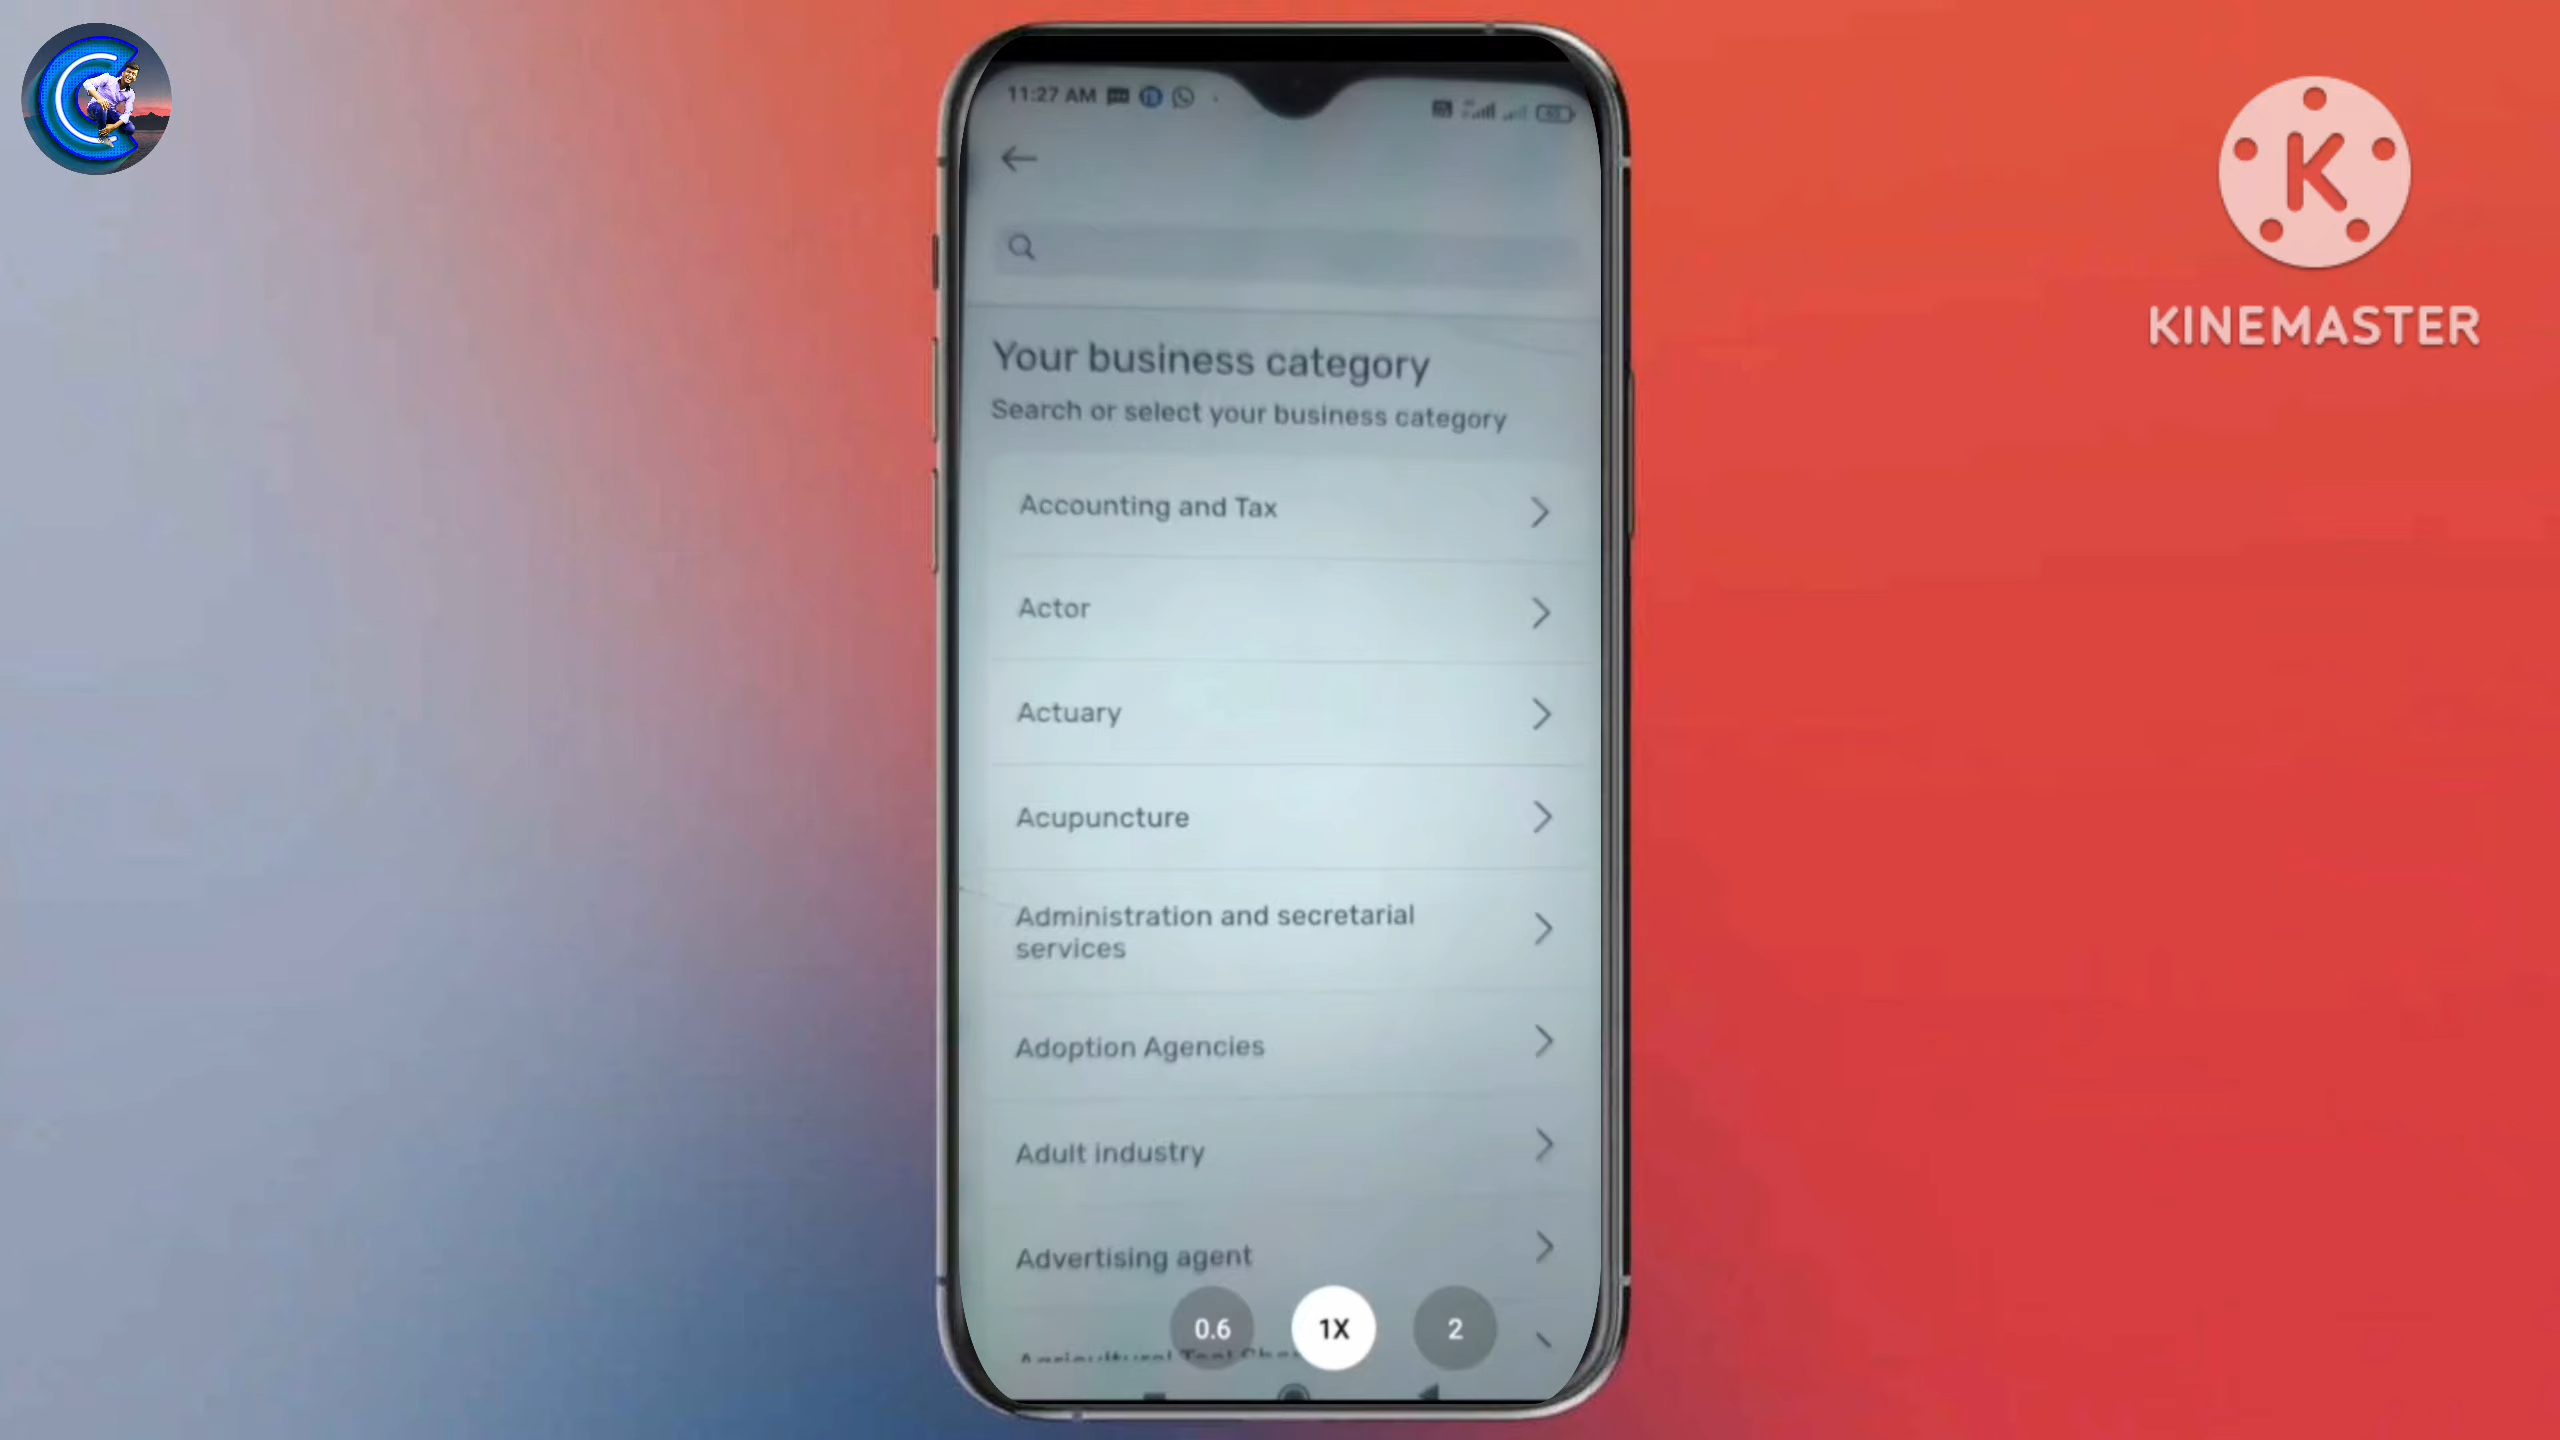 11:27 AM
K
KINEMASTER
Your business category
Search or select your business category
Accounting and Tax
Actor
Actuary
Acupuncture
Administration and secretarial
services
Adoption Agencies
Adult industry
Advertising agent
0.6
1X
2